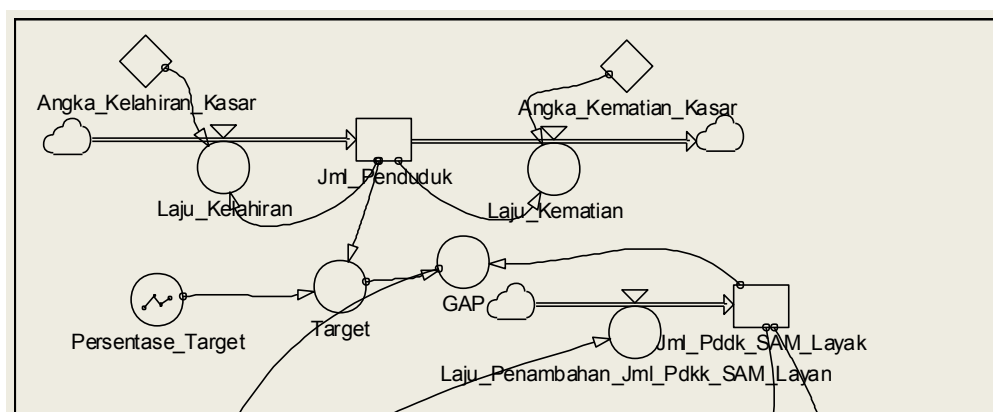 Angka_Kelahiran_Kasar
Angka_Kematian_Kasar
Jml_Penduduk
Laju_Kelahiran
Laju_Kematian
GAP
Target
Persentase_Target
Jml_Pddk_SAM_Layak
Laju_Penambahan_Jml_Pdkk_SAM_Layan